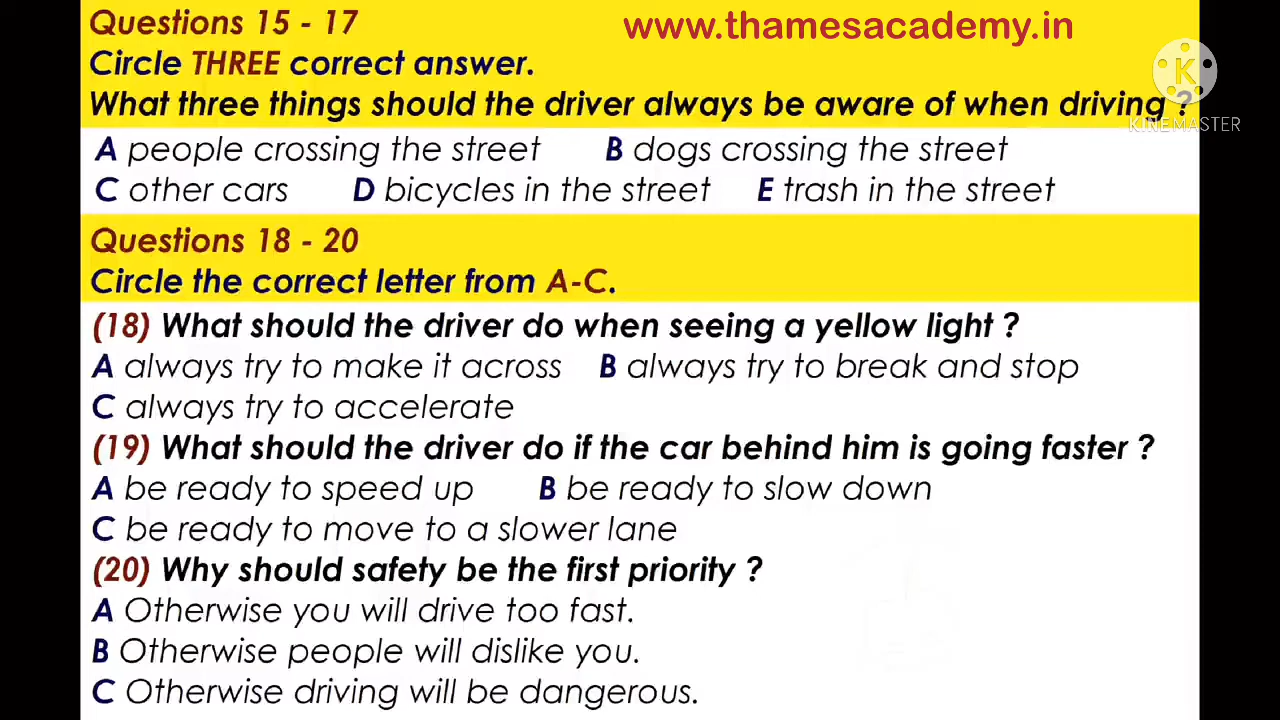 Questions 15 - 17
www.thamesacademy.in
Circle THREE correct answer.
What three things should the driver always be aware of when driving ?
K
KINEMASTER
A people crossing the street B dogs crossing the street
C other cars D bicycles in the street E trash in the street
Questions 18 - 20
Circle the correct letter from A-C.
(18) What should the driver do when seeing a yellow light ?
A always try to make it across B always try to break and stop
C always try to accelerate
(19) What should the driver do if the car behind him is going faster ?
A be ready to speed up B be ready to slow down
C be ready to move to a slower lane
(20) Why should safety be the first priority ?
A Otherwise you will drive too fast.
B Otherwise people will dislike you.
C Otherwise driving will be dangerous.